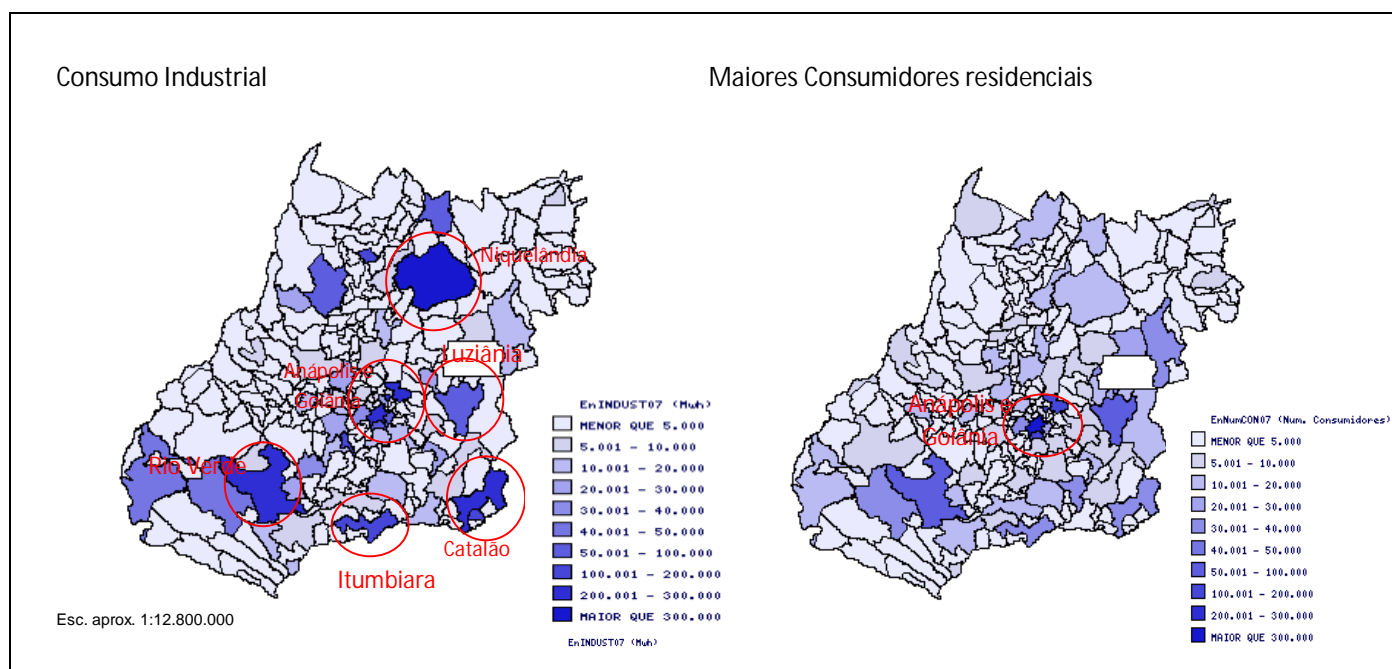 Consumo Industrial
Maiores Consumidores residenciais
Niquelândia
Luziânia
Anápolis e
Goiânia
Rio Verde
Catalão
Itumbiara
EnINDUST07 (Mwh)
MENOR QUE 5.000
5.001 - 10.000
10.001 - 20.000
20.001 - 30.000
30.001 - 40.000
40.001 - 50.000
50.001 - 100.000
100.001 - 200.000
200.001 - 300.000
MAIOR QUE 300.000
EnINDUST07 (Mwh)
Esc. aprox. 1:12.800.000
Anápolis e
Goiânia
EnNumCON07 (Num. Consumidores)
MENOR QUE 5.000
5.001 - 10.000
10.001 - 20.000
20.001 - 30.000
30.001 - 40.000
40.001 - 50.000
50.001 - 100.000
100.001 - 200.000
200.001 - 300.000
MAIOR QUE 300.000